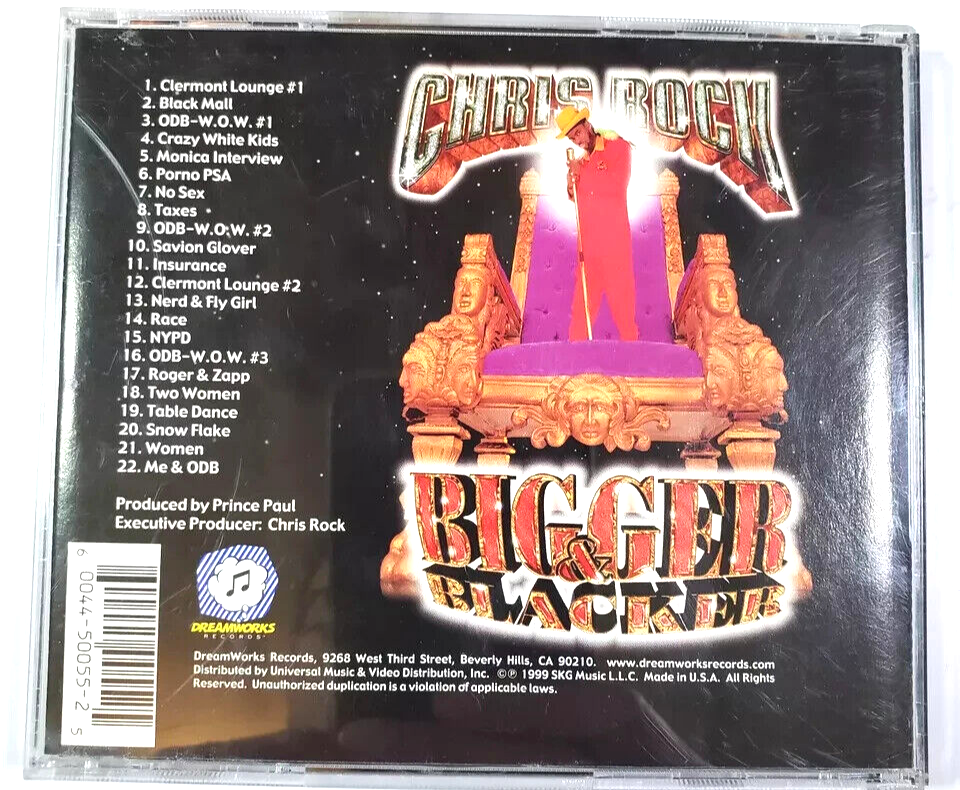 1. Clermont Lounge #1
2. Black Mall
3. ODB-W.O.W. #1
4. Crazy White Kids
5. Monica Interview
6. Porno PSA
7. No Sex
8. Taxes
9. ODB-W.O.W. #2
10. Savion Glover
11. Insurance
12. Clermont Lounge #2
13. Nerd & Fly Girl
14. Race
15. NYPD
16. ODB-W.O.W. #3
17. Roger & Zapp
18. Two Women
19. Table Dance
20. Snow Flake
21. Women
22. Me & ODB
Produced by Prince Paul
Executive Producer: Chris Rock
CHRIS ROCK
BIGGER
&
BLACKER
6 0044-50055-2 5
DREAMWORKS
RECORDS
DreamWorks Records, 9268 West Third Street, Beverly Hills, CA 90210. www.dreamworksrecords.com
Distributed by Universal Music & Video Distribution, Inc. ©℗ 1999 SKG Music L.L.C. Made in U.S.A. All Rights
Reserved. Unauthorized duplication is a violation of applicable laws.